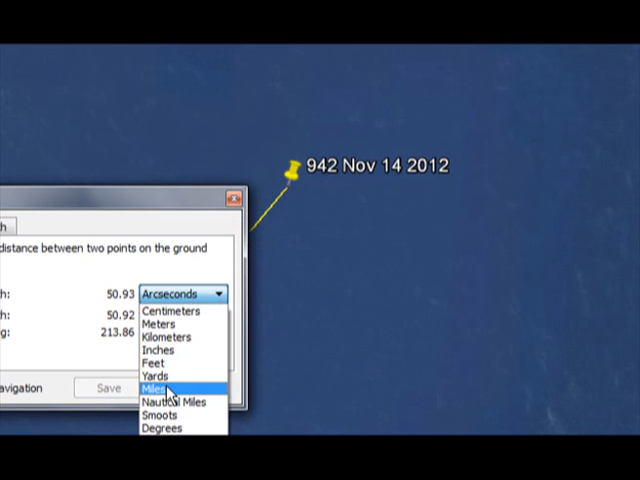 942 Nov 14 2012
h
distance between two points on the ground
h: 50.93 Arcseconds
h: 50.92
g: 213.86
Centimeters
Meters
Kilometers
Inches
Feet
Yards
Miles
Nautical Miles
Smoots
Degrees
avigation Save